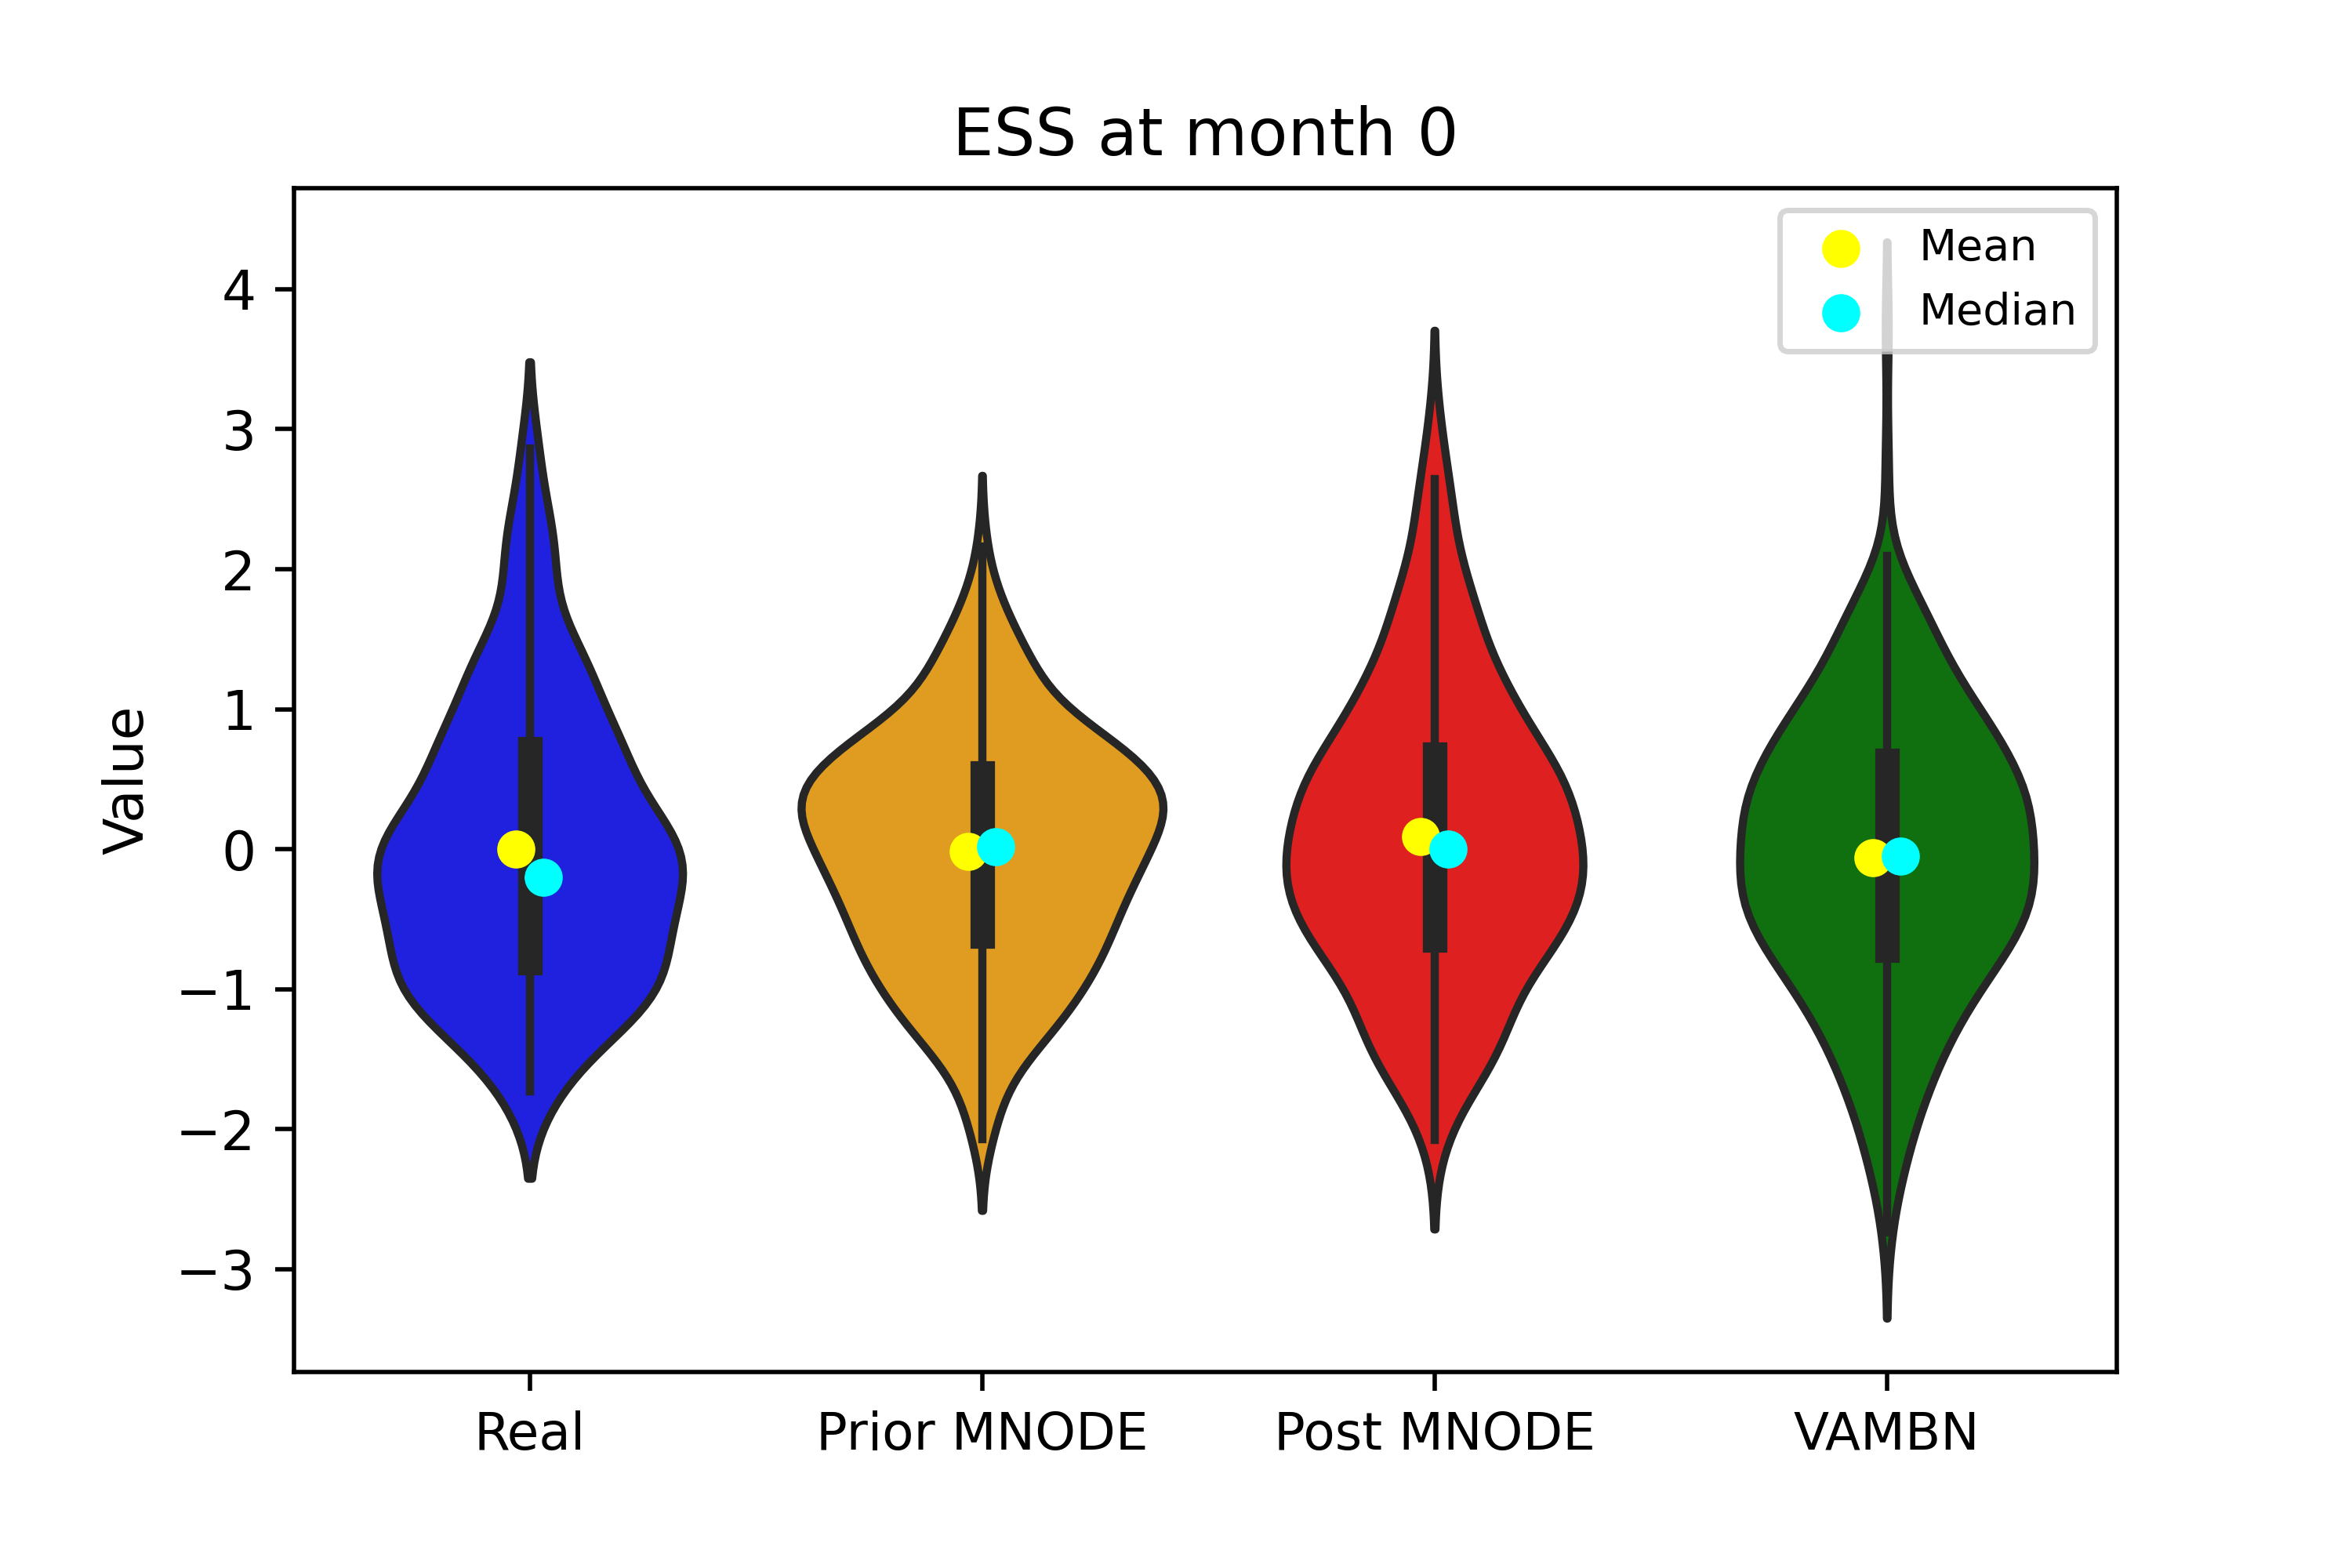 ESS at month 0
Mean
Median
Value
4
3
2
1
0
−1
−2
−3
Real Prior MNODE Post MNODE VAMBN